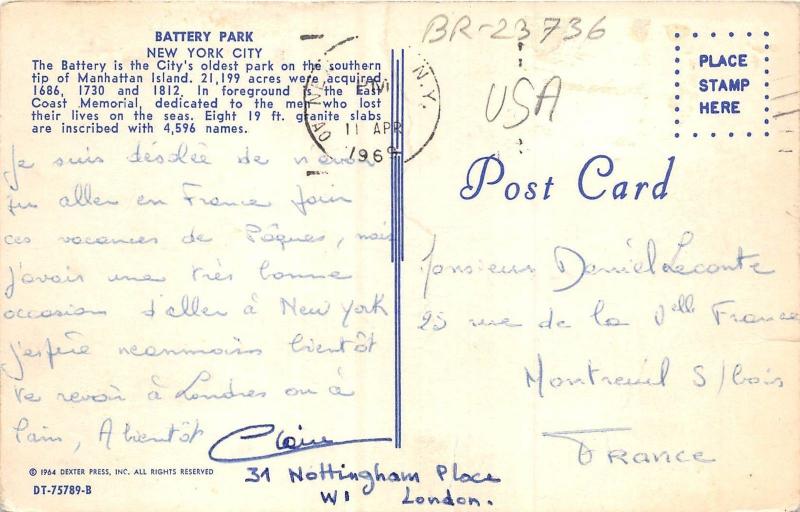 BATTERY PARK
NEW YORK CITY
The Battery is the City's oldest park on the southern
tip of Manhattan Island. 21,199 acres were acquired
1686, 1730 and 1812. In foreground is the East
Coast Memorial, dedicated to the men who lost
their lives on the seas. Eight 19 ft. granite slabs
are inscribed with 4,596 names.
Je suis désolée de n'avoir
pu aller en France pour
ces vacances de Pâques, mais
j'avais une très bonne
occasion d'aller à New York
j'espère neanmoins bientôt
te revoir à Londres ou à
Paris, A bientôt
Claire
31 Nottingham Place
W1 London.
© 1964 DEXTER PRESS, INC. ALL RIGHTS RESERVED
DT-75789-B
N.Y.
11 APR
1969
BR-23736
USA
PLACE
STAMP
HERE
Post Card
Monsieur Daniel Leconte
25 rue de la Nelle France
Montreuil S/bois
France